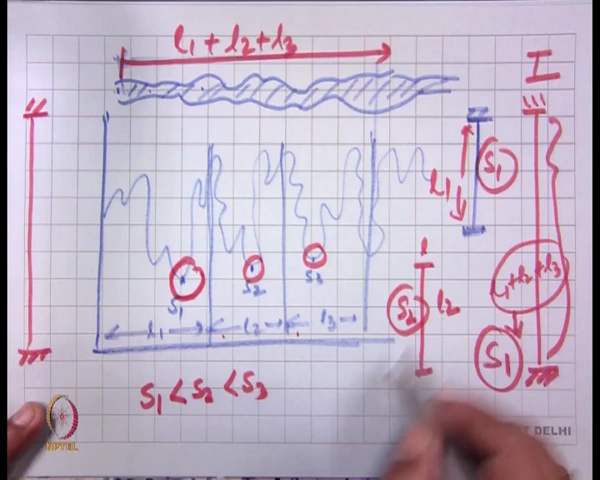 l1 + l2 + l3
I
S1
l1
S1
S2
S3
l1
l2
l3
S2
l2
l1+l2+l3
S1
S1 < S2 < S3
NPTEL
T DELHI